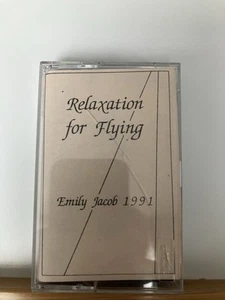 Relaxation
for Flying
Emily Jacob 1991